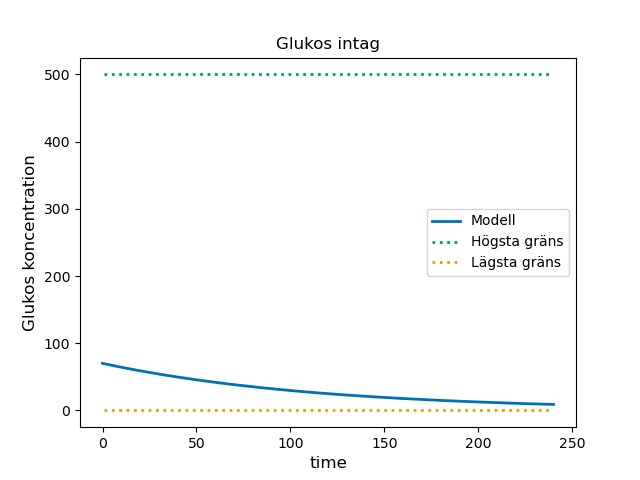 Glukos intag
Glukos koncentration
500
400
300
200
100
0
Modell
Högsta gräns
Lägsta gräns
0 50 100 150 200 250
time